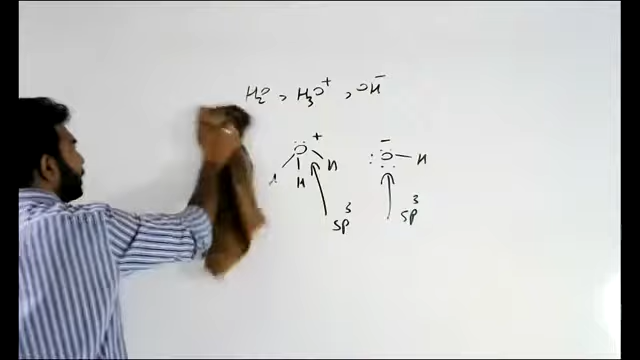 H₂O, H₃O⁺, OH⁻
O⁺ H
H
O⁻ H
sp³
sp³